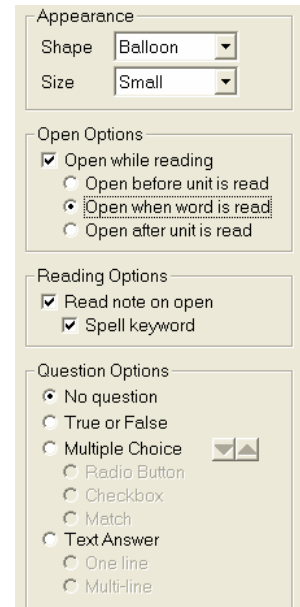 Appearance
Shape Balloon
Size Small
Open Options
Open while reading
Open before unit is read
Open when word is read
Open after unit is read
Reading Options
Read note on open
Spell keyword
Question Options
No question
True or False
Multiple Choice
Radio Button
Checkbox
Match
Text Answer
One line
Multi-line